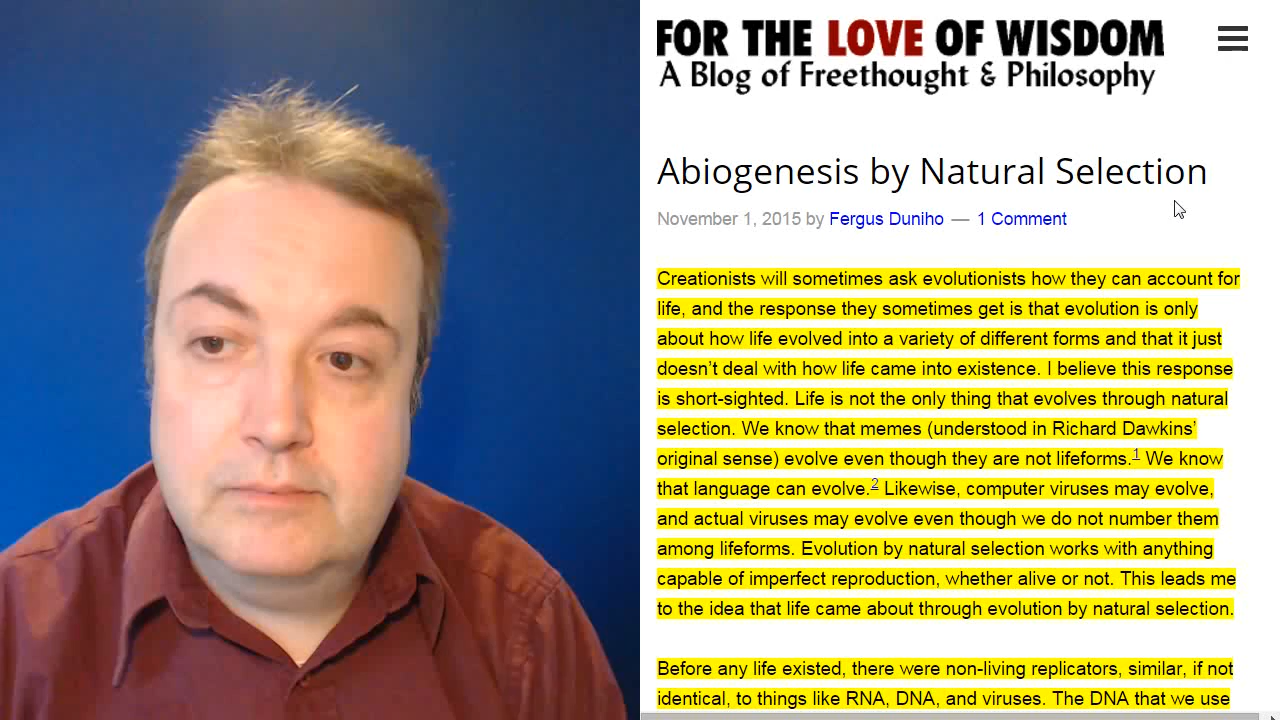 FOR THE LOVE OF WISDOM
A Blog of Freethought & Philosophy
Abiogenesis by Natural Selection
November 1, 2015 by Fergus Duniho — 1 Comment
Creationists will sometimes ask evolutionists how they can account for
life, and the response they sometimes get is that evolution is only
about how life evolved into a variety of different forms and that it just
doesn’t deal with how life came into existence. I believe this response
is short-sighted. Life is not the only thing that evolves through natural
selection. We know that memes (understood in Richard Dawkins’
original sense) evolve even though they are not lifeforms.1 We know
that language can evolve.2 Likewise, computer viruses may evolve,
and actual viruses may evolve even though we do not number them
among lifeforms. Evolution by natural selection works with anything
capable of imperfect reproduction, whether alive or not. This leads me
to the idea that life came about through evolution by natural selection.
Before any life existed, there were non-living replicators, similar, if not
identical, to things like RNA, DNA, and viruses. The DNA that we use